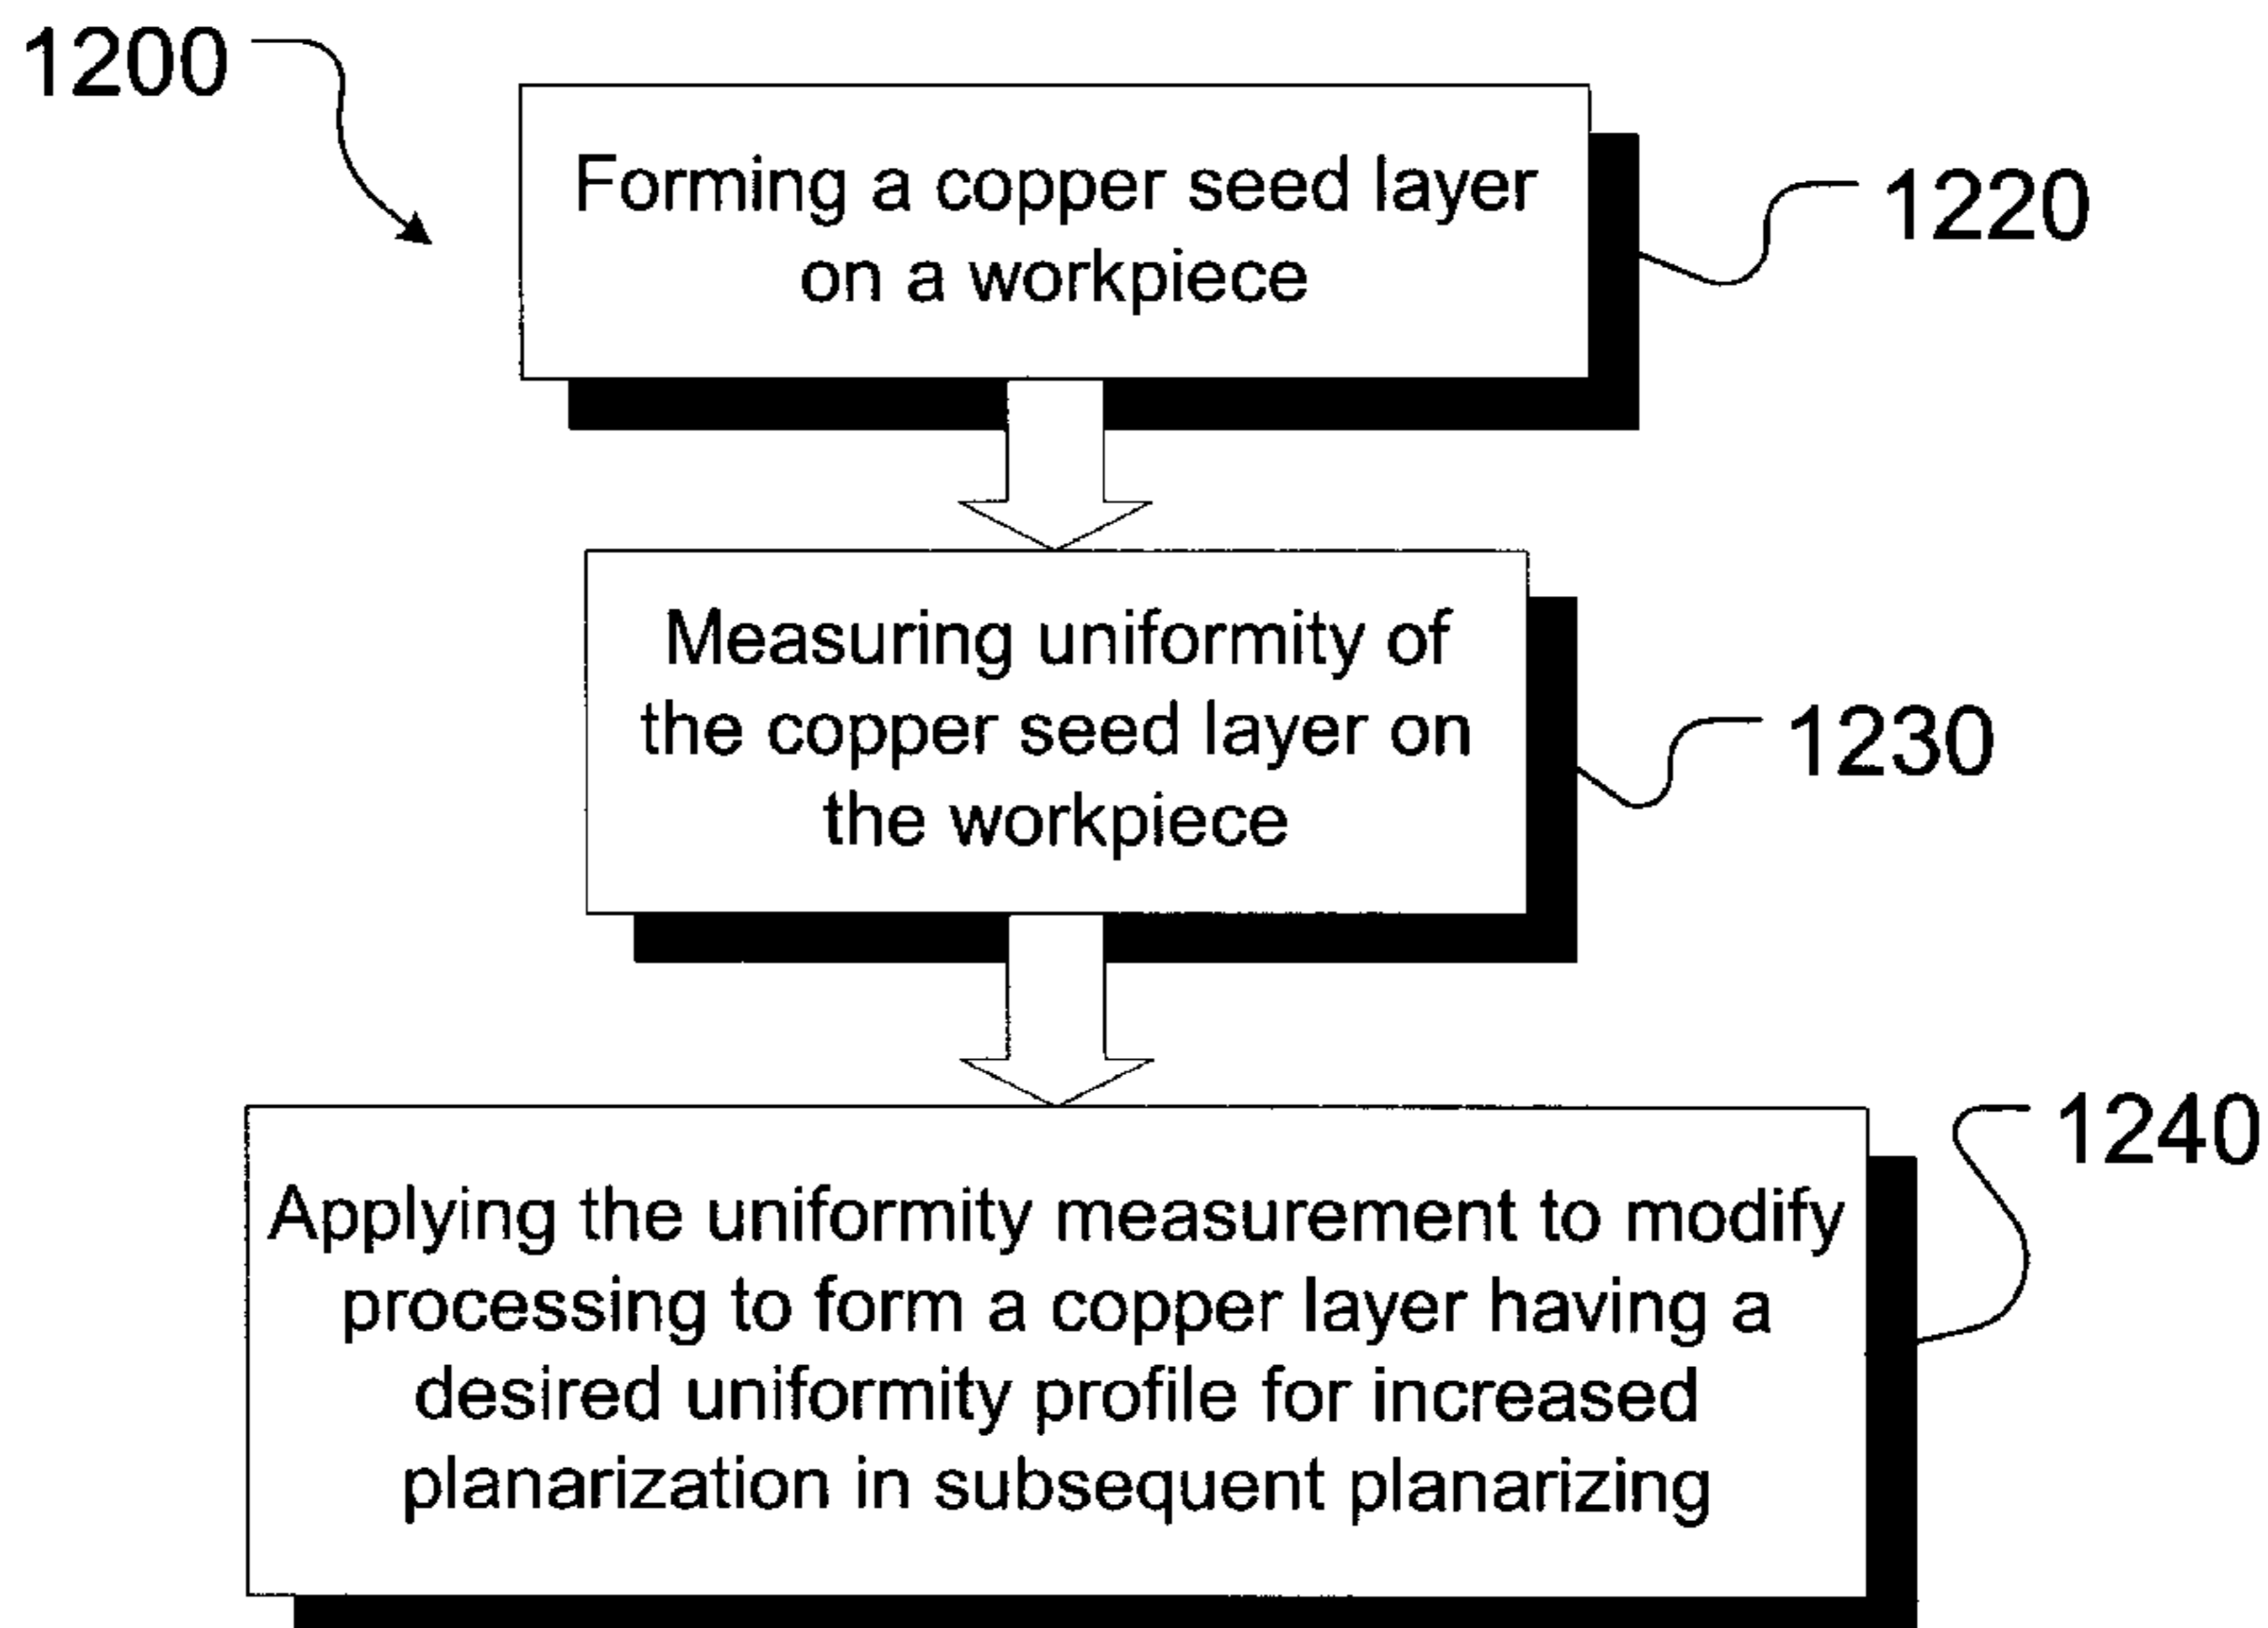 1200
Forming a copper seed layer
on a workpiece
1220
Measuring uniformity of
the copper seed layer on
the workpiece
1230
1240
Applying the uniformity measurement to modify
processing to form a copper layer having a
desired uniformity profile for increased
planarization in subsequent planarizing